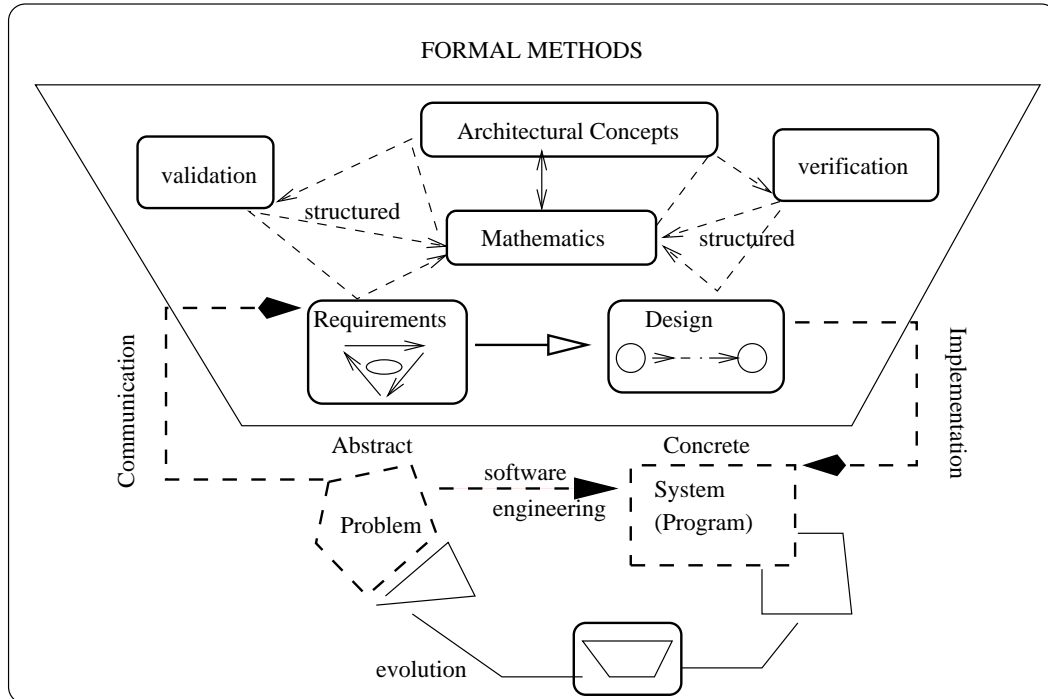 FORMAL METHODS
Architectural Concepts
validation
verification
structured
Mathematics
structured
Requirements
Design
Communication
Implementation
Abstract
Concrete
software
engineering
Problem
System
(Program)
evolution